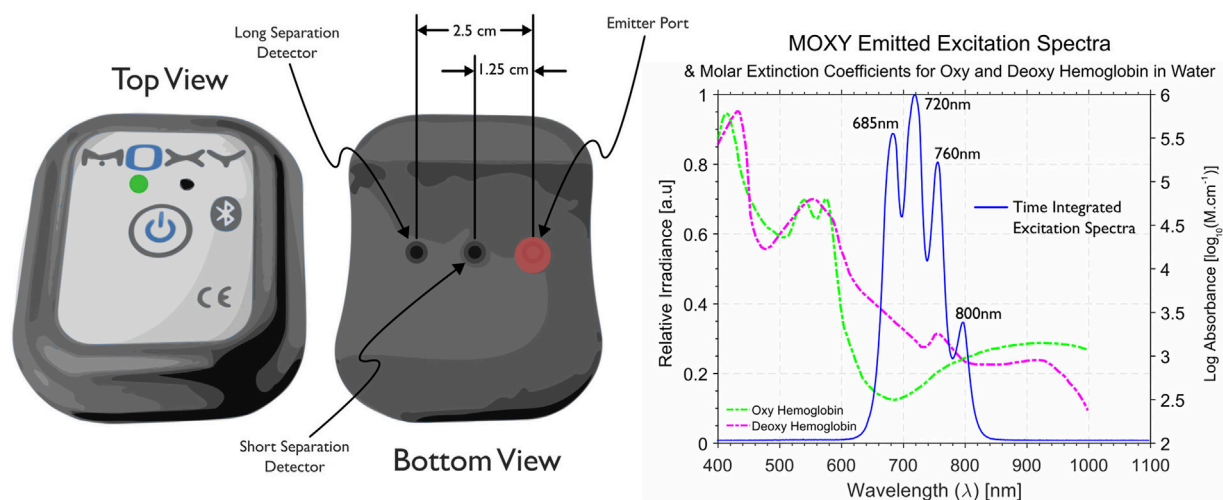 Top View
MOXY
CE
Long Separation
Detector
2.5 cm
1.25 cm
Emitter Port
Short Separation
Detector
Bottom View
MOXY Emitted Excitation Spectra
& Molar Extinction Coefficients for Oxy and Deoxy Hemoglobin in Water
Relative Irradiance [a.u]
1
0.8
0.6
0.4
0.2
0
685nm
720nm
760nm
800nm
Time Integrated
Excitation Spectra
Oxy Hemoglobin
Deoxy Hemoglobin
6
5.5
5
4.5
4
3.5
3
2.5
2
Log Absorbance [log₁₀(M.cm⁻¹)]
400 500 600 700 800 900 1000 1100
Wavelength (λ) [nm]